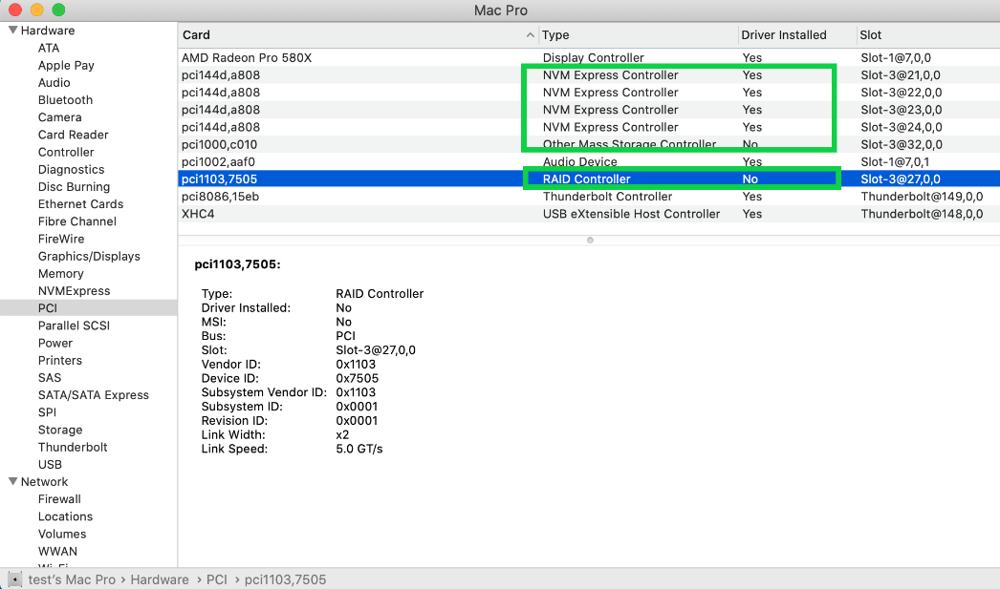 Mac Pro
Hardware
ATA
Apple Pay
Audio
Bluetooth
Camera
Card Reader
Controller
Diagnostics
Disc Burning
Ethernet Cards
Fibre Channel
FireWire
Graphics/Displays
Memory
NVMExpress
PCI
Parallel SCSI
Power
Printers
SAS
SATA/SATA Express
SPI
Storage
Thunderbolt
USB
Network
Firewall
Locations
Volumes
WWAN
Wi-Fi
Card Type Driver Installed Slot
AMD Radeon Pro 580X Display Controller Yes Slot-1@7,0,0
pci144d,a808 NVM Express Controller Yes Slot-3@21,0,0
pci144d,a808 NVM Express Controller Yes Slot-3@22,0,0
pci144d,a808 NVM Express Controller Yes Slot-3@23,0,0
pci144d,a808 NVM Express Controller Yes Slot-3@24,0,0
pci1000,c010 Other Mass Storage Controller No Slot-3@32,0,0
pci1002,aaf0 Audio Device Yes Slot-1@7,0,1
pci1103,7505 RAID Controller No Slot-3@27,0,0
pci8086,15eb Thunderbolt Controller Yes Thunderbolt@149,0,0
XHC4 USB eXtensible Host Controller Yes Thunderbolt@148,0,0
pci1103,7505:
Type: RAID Controller
Driver Installed: No
MSI: No
Bus: PCI
Slot: Slot-3@27,0,0
Vendor ID: 0x1103
Device ID: 0x7505
Subsystem Vendor ID: 0x1103
Subsystem ID: 0x0001
Revision ID: 0x0001
Link Width: x2
Link Speed: 5.0 GT/s
test's Mac Pro › Hardware › PCI › pci1103,7505